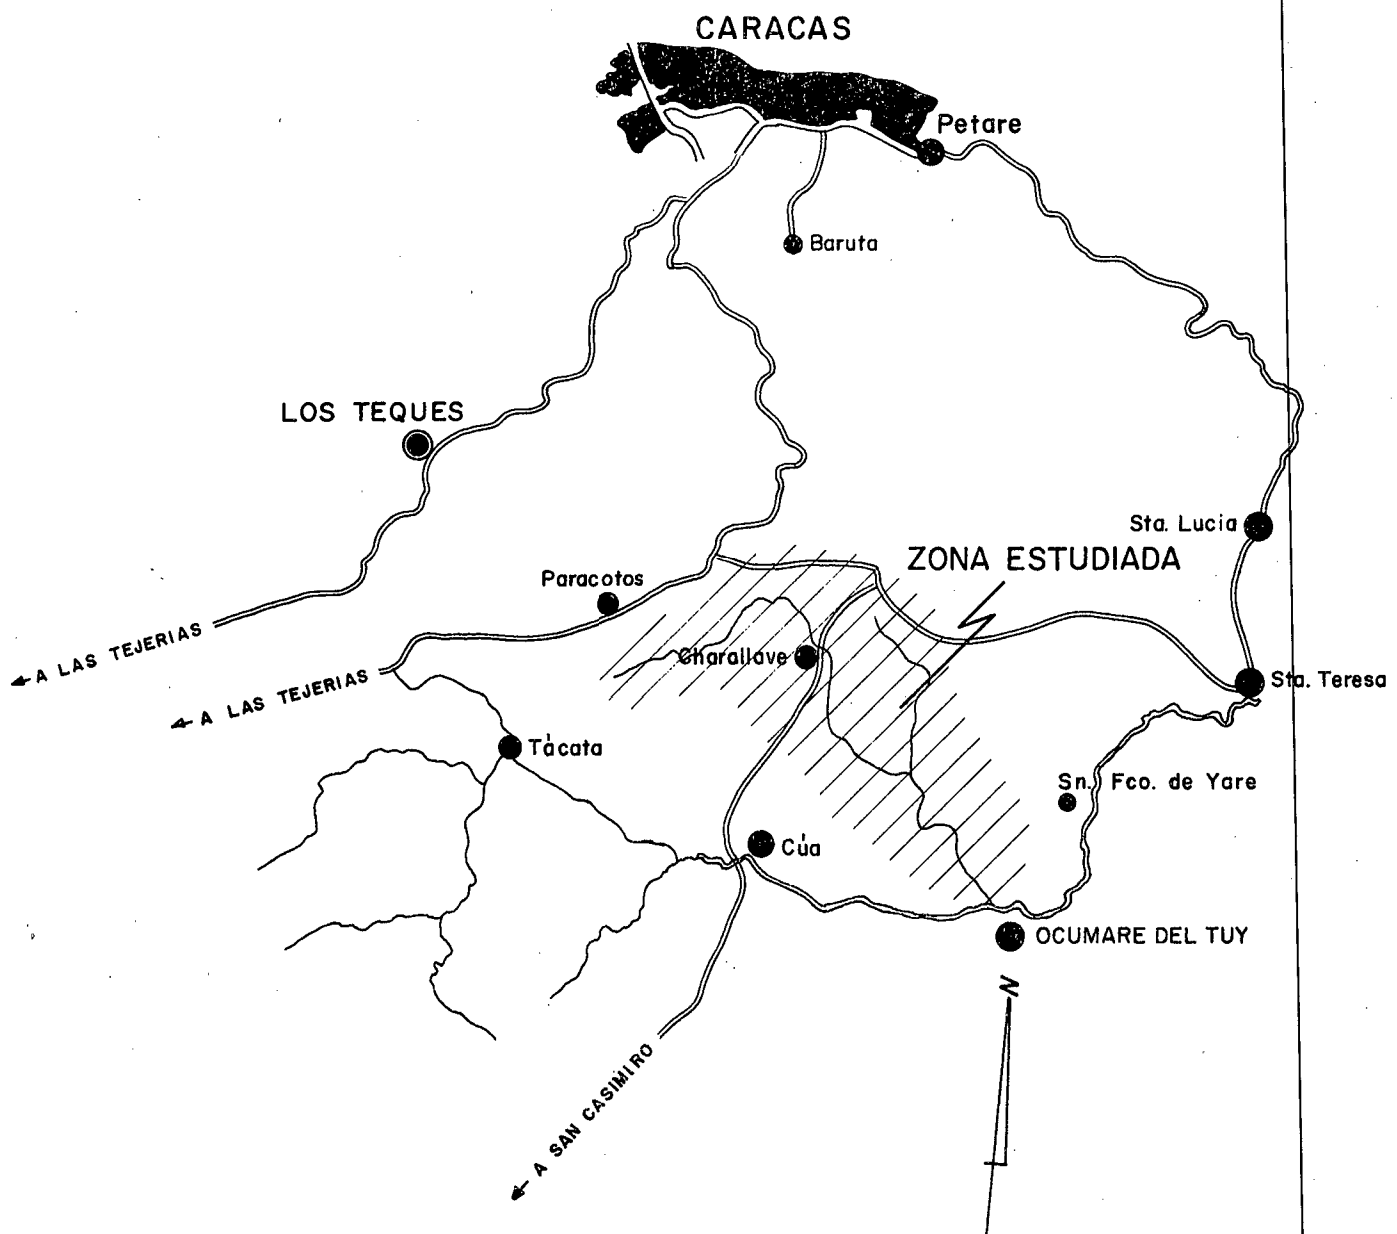 CARACAS
Petare
Baruta
LOS TEQUES
Sta. Lucia
ZONA ESTUDIADA
Paracotos
A LAS TEJERIAS
Charallave
A LAS TEJERIAS
Sta. Teresa
Tácata
Sn. Fco. de Yare
Cúa
OCUMARE DEL TUY
N
A SAN CASIMIRO